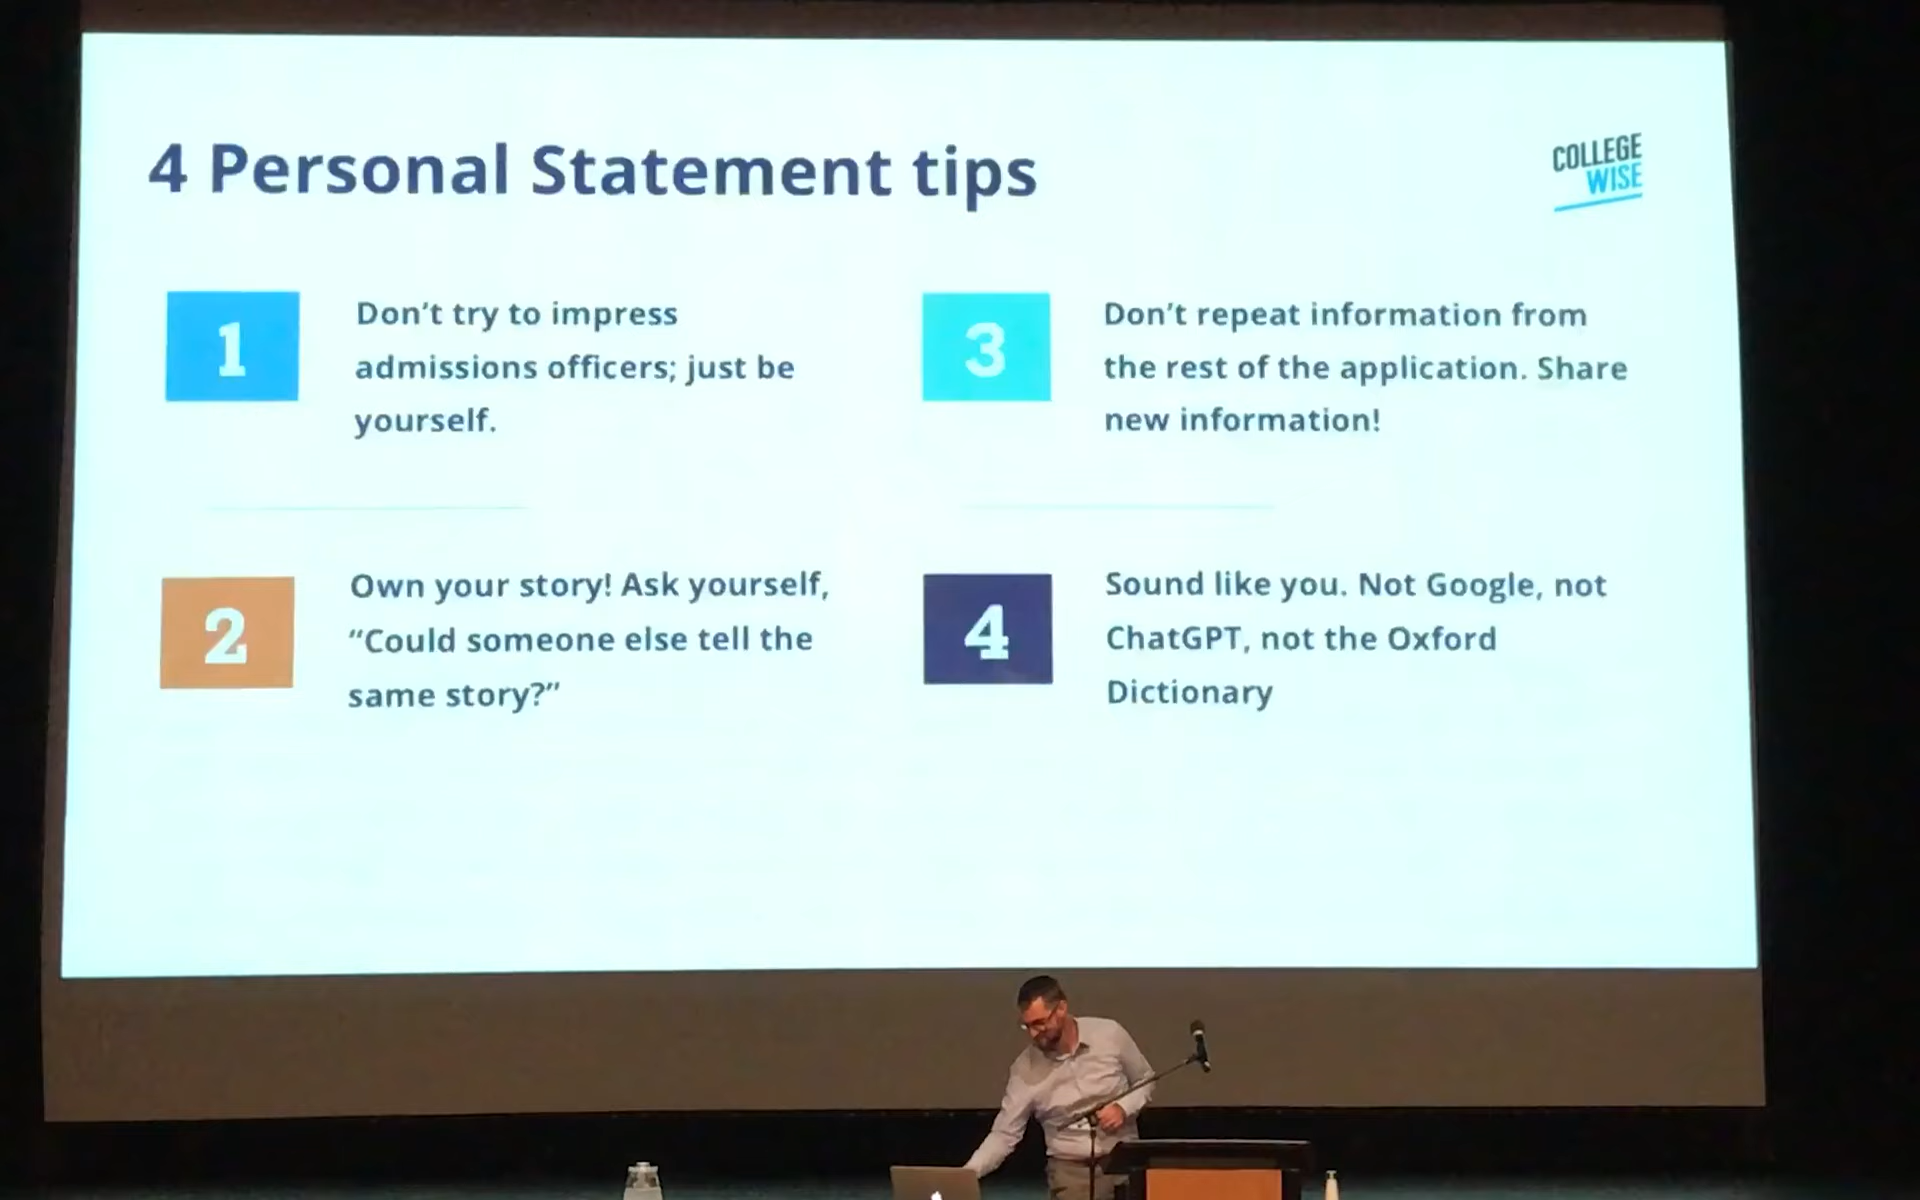 4 Personal Statement tips
COLLEGE
WISE
1
Don’t try to impress
admissions officers; just be
yourself.
2
Own your story! Ask yourself,
“Could someone else tell the
same story?”
3
Don’t repeat information from
the rest of the application. Share
new information!
4
Sound like you. Not Google, not
ChatGPT, not the Oxford
Dictionary